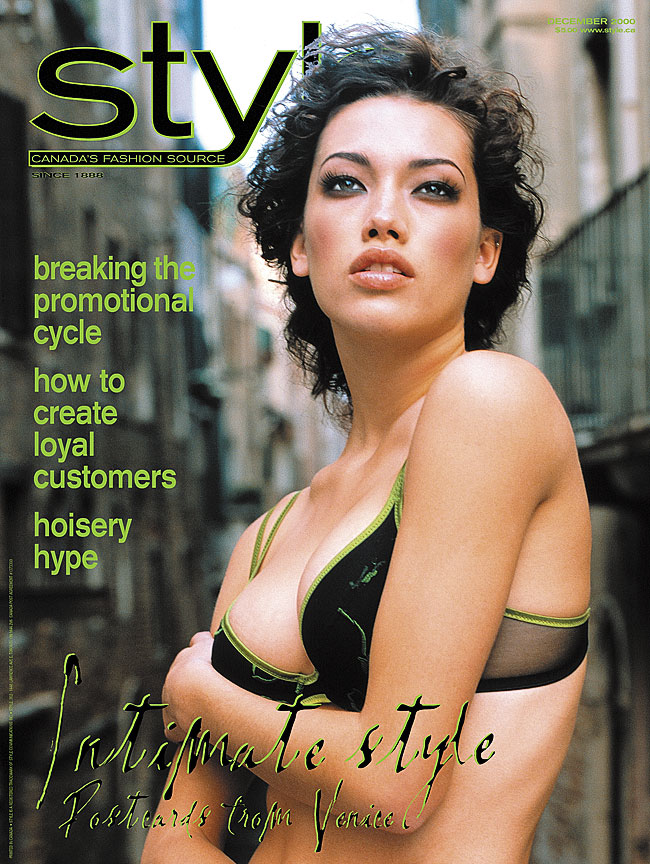 DECEMBER 2000
www.style.ca
styl
CANADA'S FASHION SOURCE
SINCE 1888
breaking the
promotional
cycle
how to
create
loyal
customers
hoisery
hype
Intimate style
Postcards from Venice